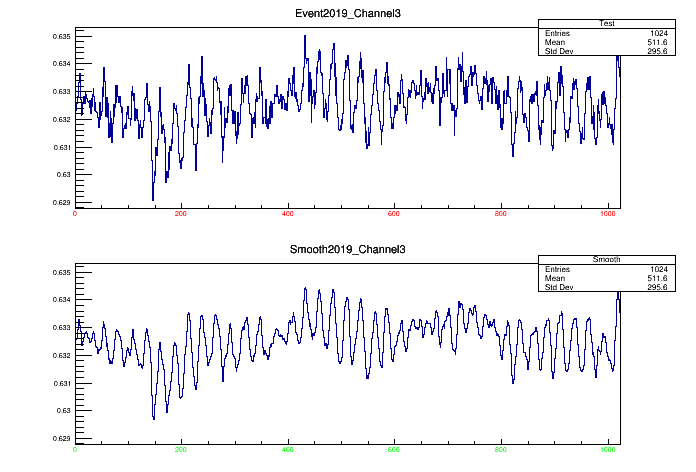 Event2019_Channel3
Test
Entries 1024
Mean 511.6
Std Dev 295.6
0.635
0.634
0.633
0.632
0.631
0.63
0.629
0 200 400 600 800 1000
Smooth2019_Channel3
Smooth
Entries 1024
Mean 511.6
Std Dev 295.6
0.635
0.634
0.633
0.632
0.631
0.63
0.629
0 200 400 600 800 1000